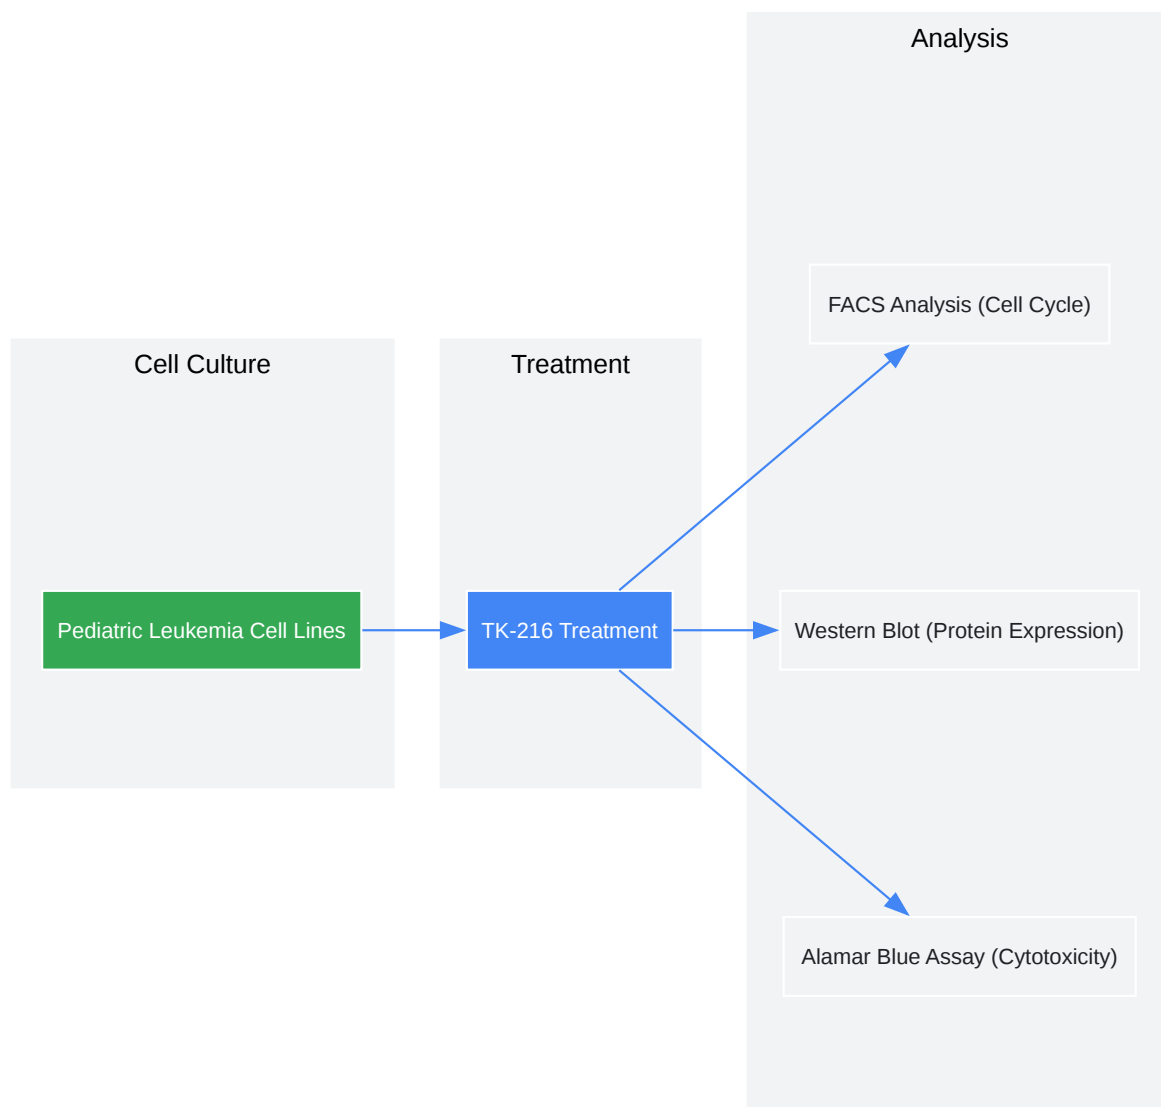 Cell Culture
Pediatric Leukemia Cell Lines
Treatment
TK-216 Treatment
Analysis
FACS Analysis (Cell Cycle)
Western Blot (Protein Expression)
Alamar Blue Assay (Cytotoxicity)